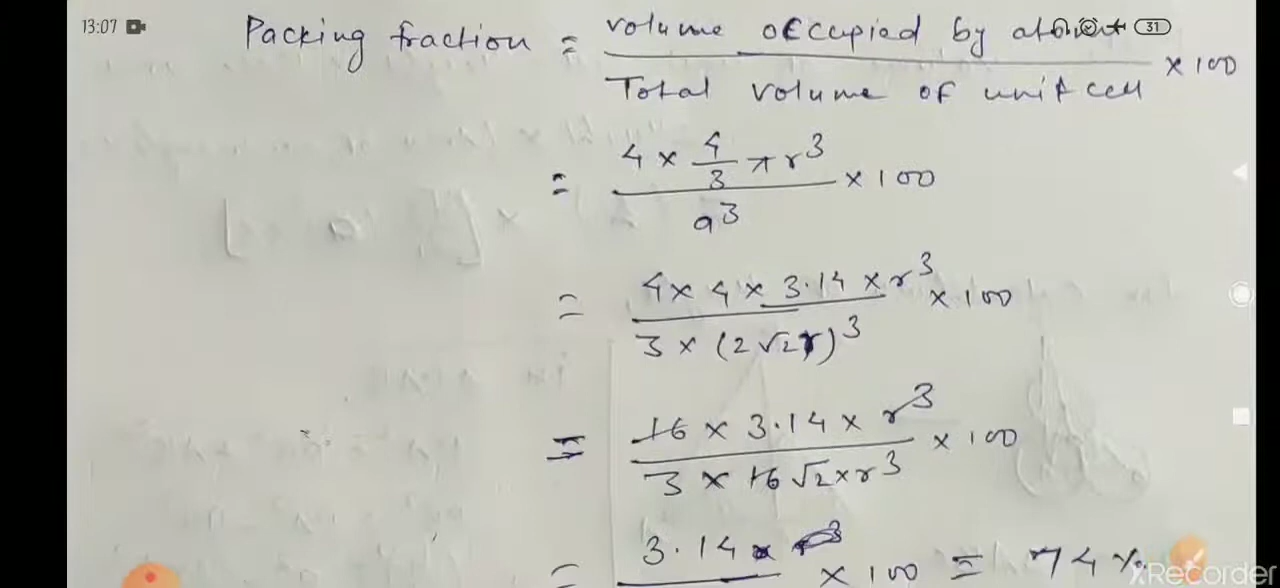 13:07
31
Packing fraction = volume occupied by / Total volume of unit cell × 100
= 4 × 4/3 π r³ / a³ × 100
= 4 × 4 × 3.14 × r³ / 3 × (2√2r)³ × 100
= 16 × 3.14 × r³ / 3 × 16√2 × r³ × 100
= 3.14 × 100 = 74%
XRecorder